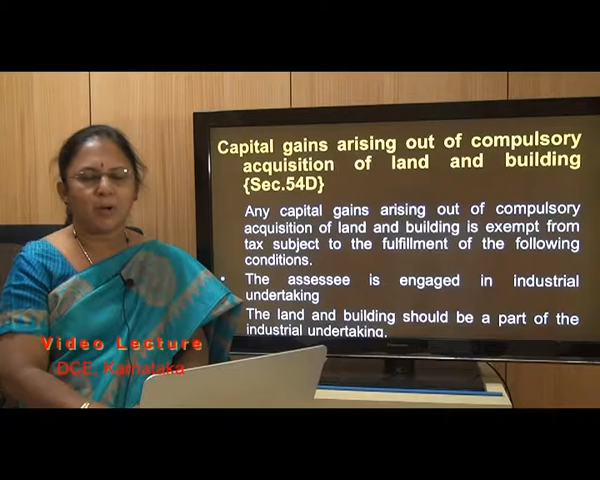 Capital gains arising out of compulsory
acquisition of land and building
{Sec.54D}
Any capital gains arising out of compulsory
acquisition of land and building is exempt from
tax subject to the fulfillment of the following
conditions.
• The assessee is engaged in industrial
undertaking
The land and building should be a part of the
industrial undertaking.
Video Lecture
DCE, Karnataka